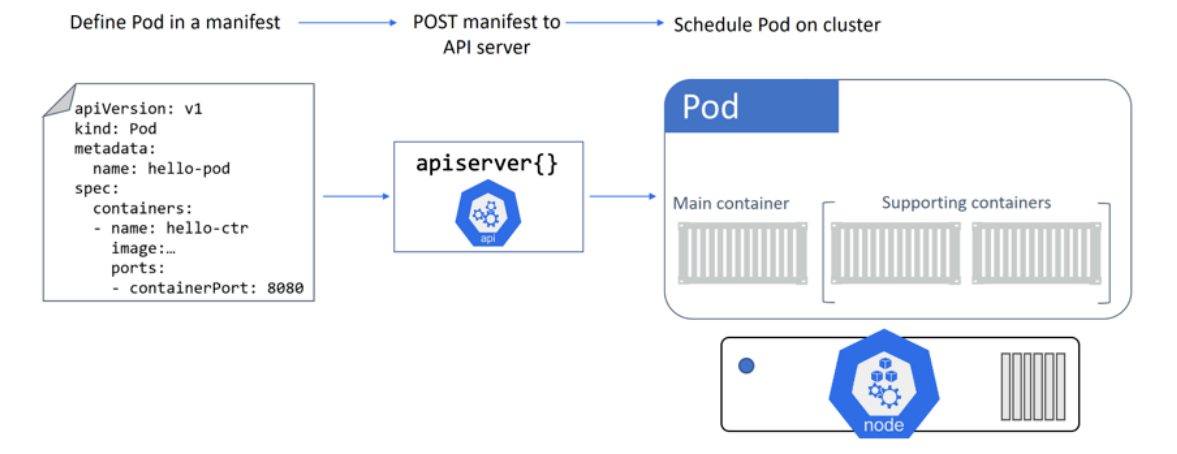 Define Pod in a manifest
POST manifest to
API server
Schedule Pod on cluster
apiVersion: v1
kind: Pod
metadata:
  name: hello-pod
spec:
  containers:
  - name: hello-ctr
    image:…
    ports:
    - containerPort: 8080
apiserver{}
api
Pod
Main container
Supporting containers
node